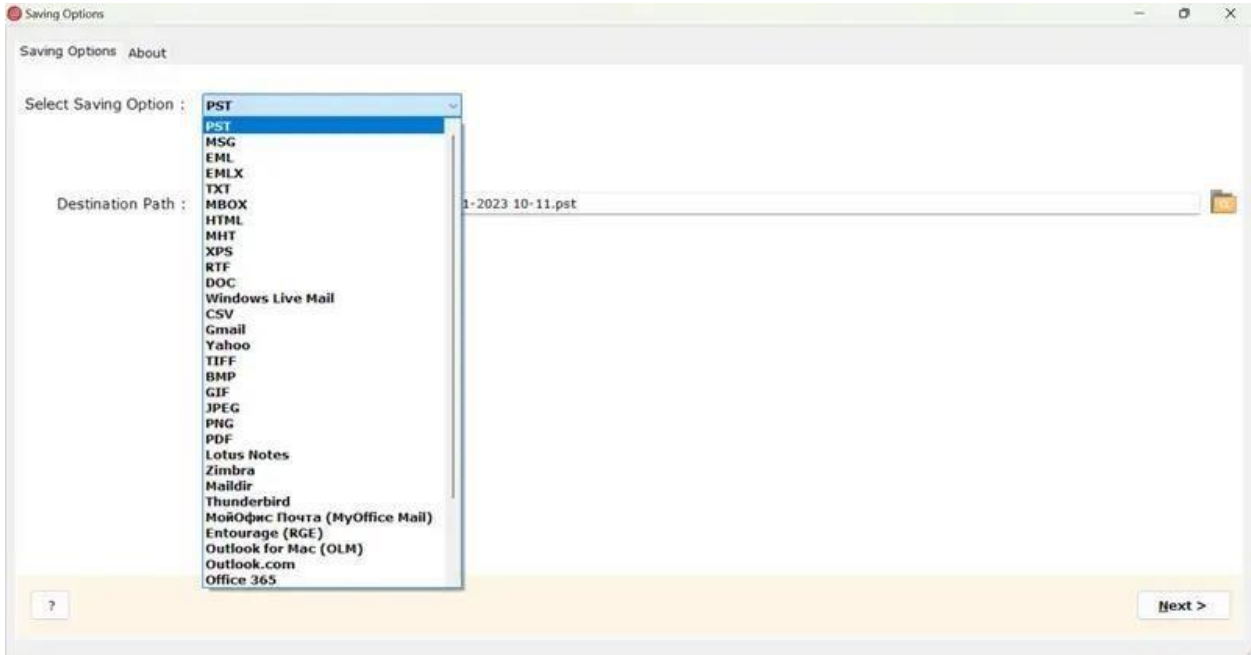 Saving Options
Saving Options About
Select Saving Option :
PST
PST
MSG
EML
EMLX
TXT
Destination Path :
1-2023 10-11.pst
MBOX
HTML
MHT
XPS
RTF
DOC
Windows Live Mail
CSV
Gmail
Yahoo
TIFF
BMP
GIF
JPEG
PNG
PDF
Lotus Notes
Zimbra
Maildir
Thunderbird
МойОфис Почта (MyOffice Mail)
Entourage (RGE)
Outlook for Mac (OLM)
Outlook.com
Office 365
?
Next >